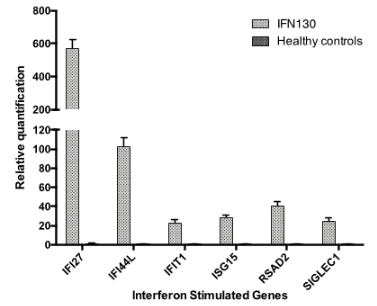 800
600
400
200
120
100
80
60
40
20
0
Relative quantification
IFN130
Healthy controls
IFI27
IFI44L
IFIT1
ISG15
RSAD2
SIGLEC1
Interferon Stimulated Genes